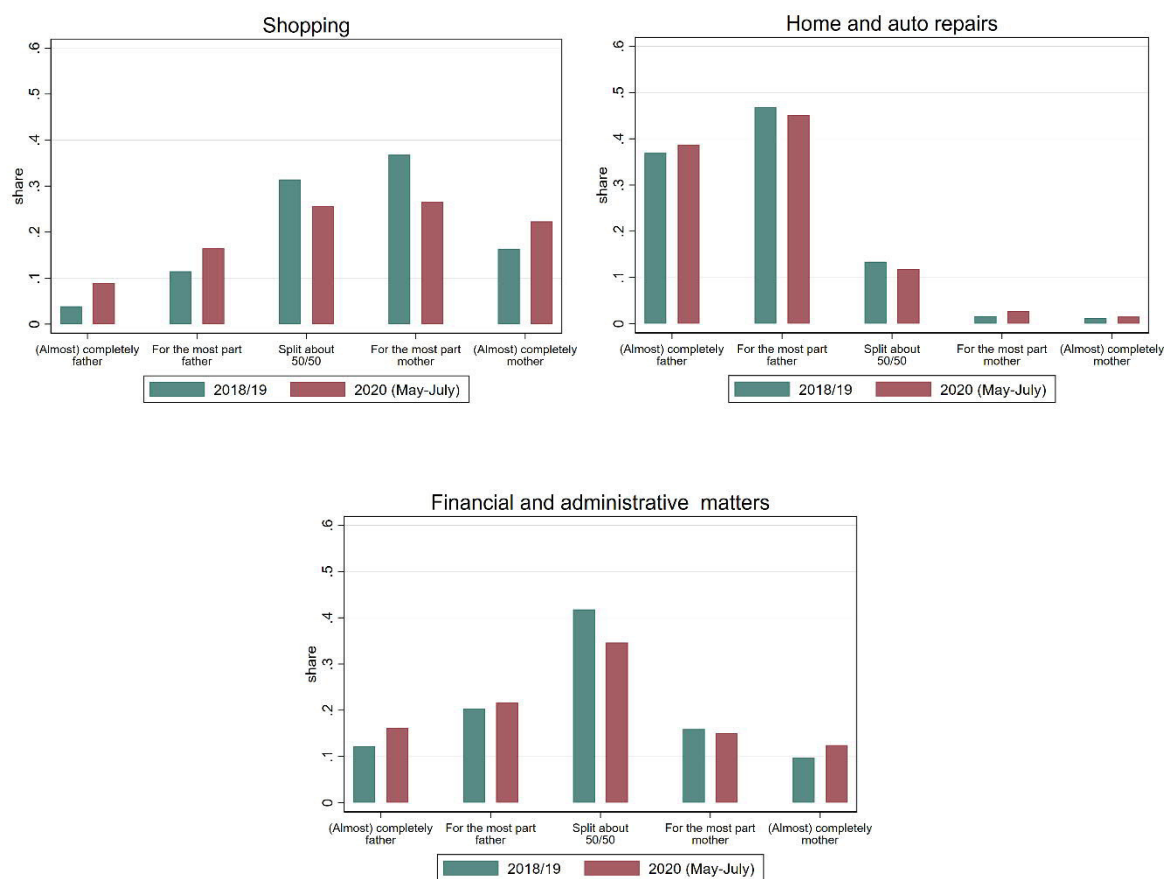 Shopping
.6
.5
.4
.3
.2
.1
0
share
(Almost) completely father
For the most part father
Split about 50/50
For the most part mother
(Almost) completely mother
2018/19
2020 (May-July)
Home and auto repairs
.6
.5
.4
.3
.2
.1
0
share
(Almost) completely father
For the most part father
Split about 50/50
For the most part mother
(Almost) completely mother
2018/19
2020 (May-July)
Financial and administrative matters
.6
.5
.4
.3
.2
.1
0
share
(Almost) completely father
For the most part father
Split about 50/50
For the most part mother
(Almost) completely mother
2018/19
2020 (May-July)